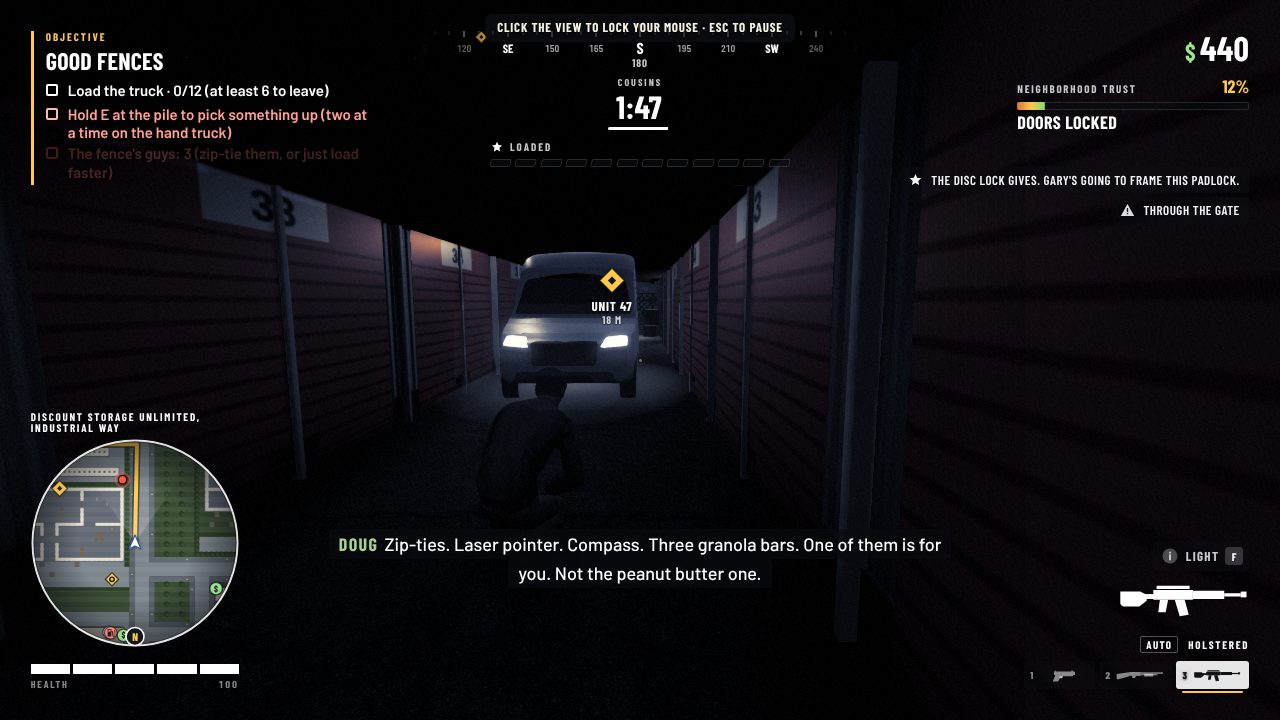 OBJECTIVE
GOOD FENCES
Load the truck · 0/12 (at least 6 to leave)
Hold E at the pile to pick something up (two at
a time on the hand truck)
The fence's guys: 3 (zip-tie them, or just load
faster)
CLICK THE VIEW TO LOCK YOUR MOUSE · ESC TO PAUSE
120 SE 150 165 S 195 210 SW 240
180
COUSINS
1:47
LOADED
$ 440
NEIGHBORHOOD TRUST 12%
DOORS LOCKED
THE DISC LOCK GIVES. GARY'S GOING TO FRAME THIS PADLOCK.
THROUGH THE GATE
33
3
UNIT 47
18 M
DISCOUNT STORAGE UNLIMITED,
INDUSTRIAL WAY
$
$
N
HEALTH 100
DOUG Zip-ties. Laser pointer. Compass. Three granola bars. One of them is for
you. Not the peanut butter one.
i LIGHT F
AUTO HOLSTERED
1 2 3